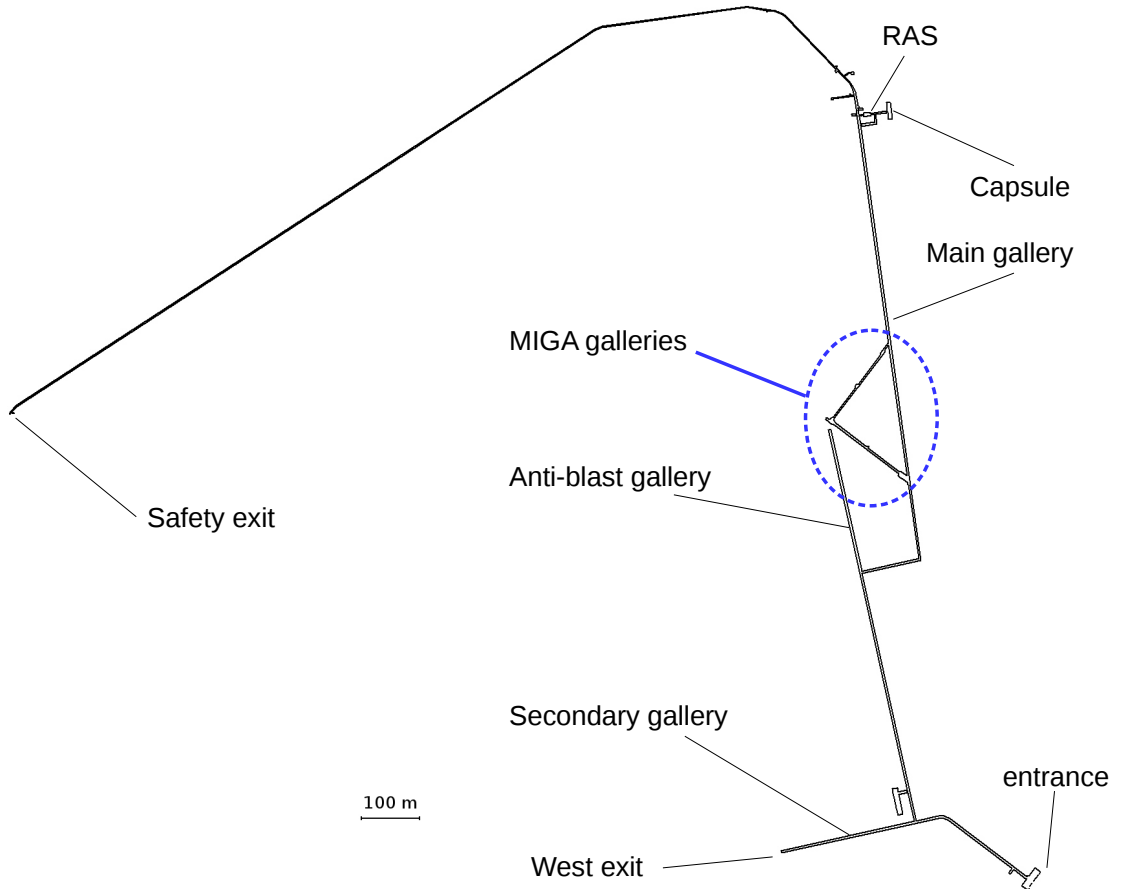 RAS
Capsule
Main gallery
MIGA galleries
Anti-blast gallery
Safety exit
Secondary gallery
entrance
100 m
West exit